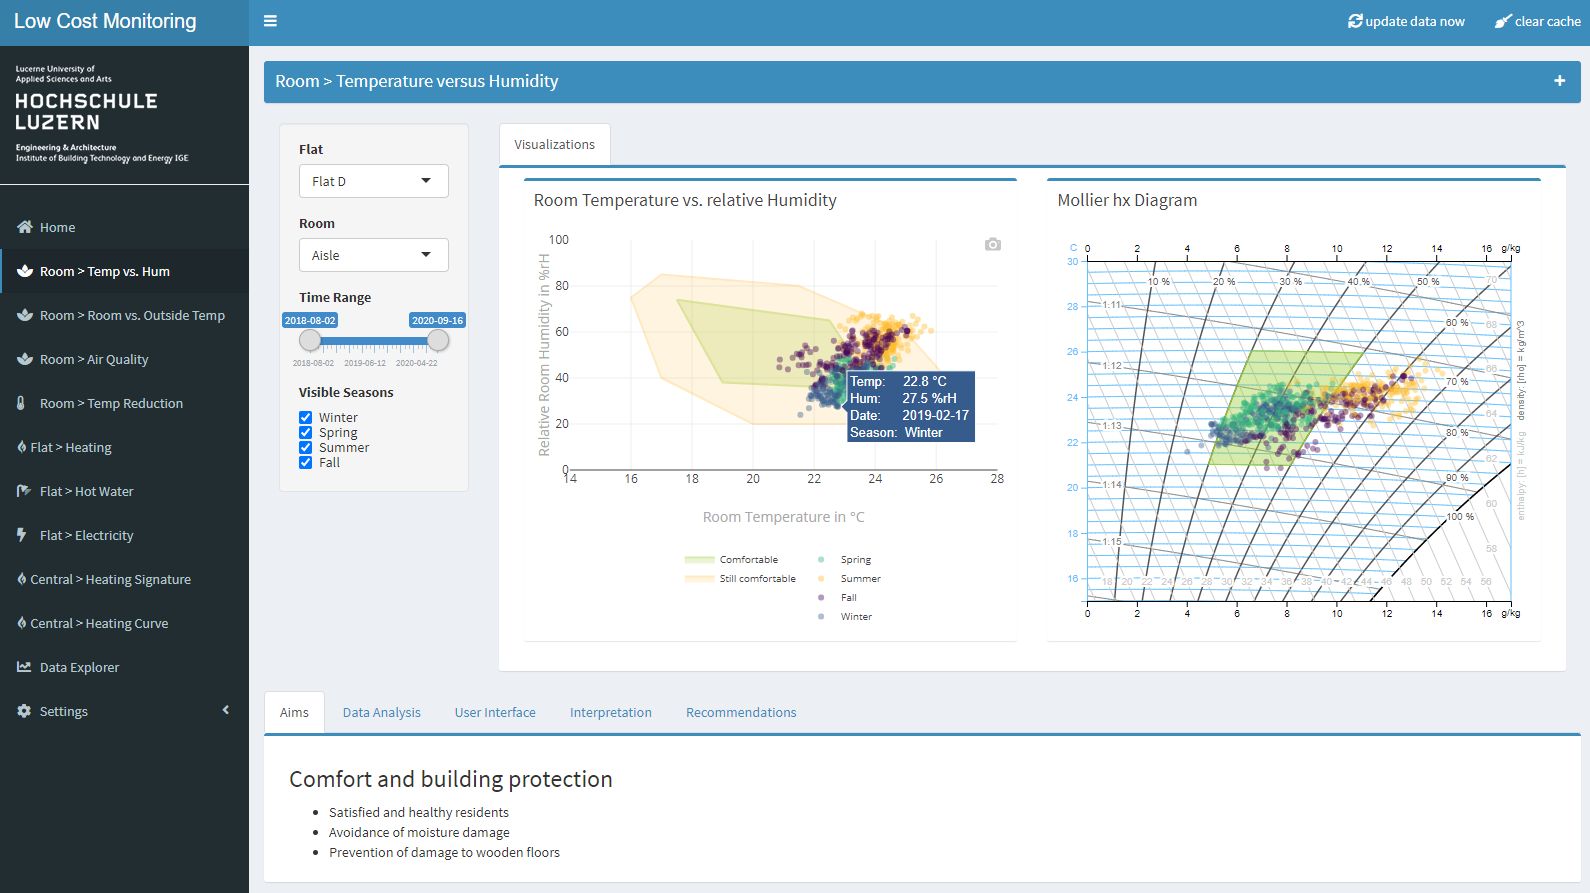 Low Cost Monitoring
update data now
clear cache
Lucerne University of
Applied Sciences and Arts
HOCHSCHULE
LUZERN
Engineering & Architecture
Institute of Building Technology and Energy IGE
Home
Room > Temp vs. Hum
Room > Room vs. Outside Temp
Room > Air Quality
Room > Temp Reduction
Flat > Heating
Flat > Hot Water
Flat > Electricity
Central > Heating Signature
Central > Heating Curve
Data Explorer
Settings
Room > Temperature versus Humidity
Flat
Flat D
Room
Aisle
Time Range
2018-08-02 2020-09-16
2018-08-02 2019-06-12 2020-04-22
Visible Seasons
Winter
Spring
Summer
Fall
Visualizations
Room Temperature vs. relative Humidity
Relative Room Humidity in %rH
100
80
60
40
20
0
14 16 18 20 22 24 26 28
Room Temperature in °C
Temp: 22.8 °C
Hum: 27.5 %rH
Date: 2019-02-17
Season: Winter
Comfortable
Still comfortable
Spring
Summer
Fall
Winter
Mollier hx Diagram
C 0 2 4 6 8 10 12 14 16 g/kg
30
28
26
24
22
20
18
16
10 % 20 % 30 % 40 % 50 %
60 %
70 %
80 %
90 %
100 %
1.11
1.12
1.13
1.14
1.15
70
68
66
64
62
60
58
18 20 22 24 26 28 30 32 34 36 38 40 42 44 46 48 50 52 54 56
0 2 4 6 8 10 12 14 16 g/kg
enthalpy: [h] = kJ/kg density: [rho] = kg/m^3
Aims
Data Analysis
User Interface
Interpretation
Recommendations
Comfort and building protection
Satisfied and healthy residents
Avoidance of moisture damage
Prevention of damage to wooden floors